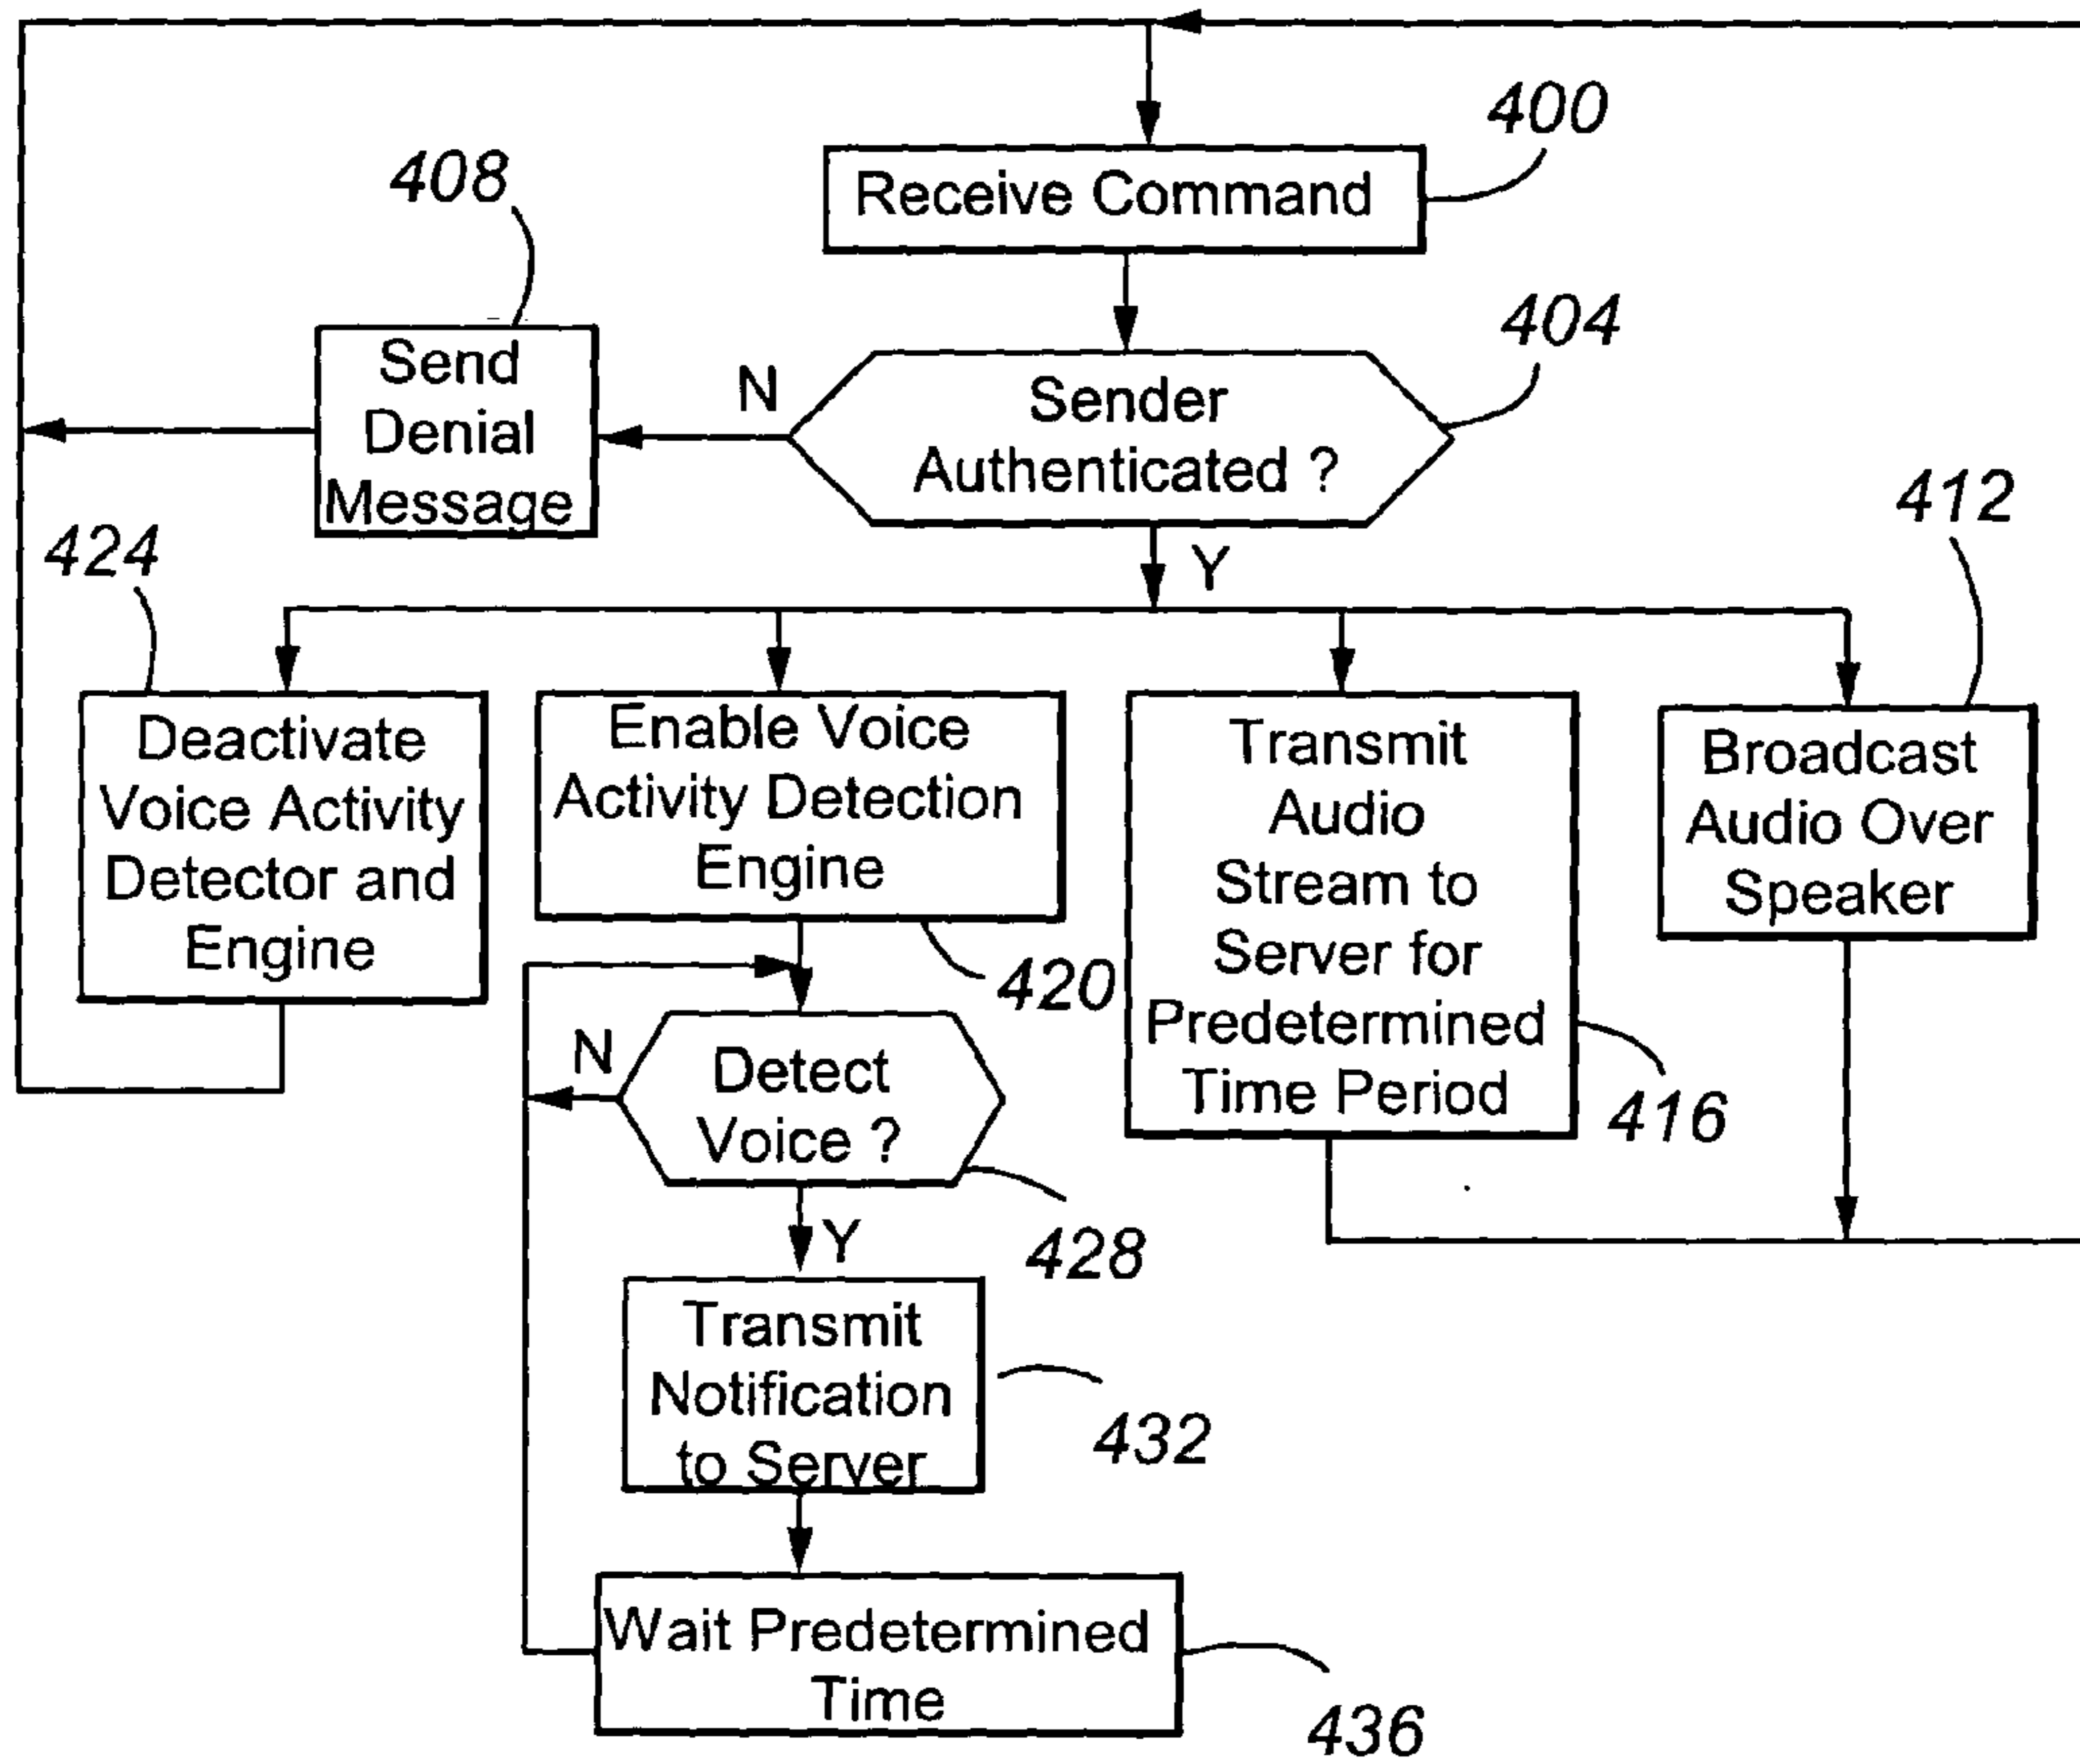 400
Receive Command
408
404
Send
Denial
Message
N
Sender
Authenticated ?
Y
412
424
Deactivate
Voice Activity
Detector and
Engine
Enable Voice
Activity Detection
Engine
420
Transmit
Audio
Stream to
Server for
Predetermined
Time Period
416
Broadcast
Audio Over
Speaker
N
Detect
Voice ?
428
Y
Transmit
Notification
to Server
432
Wait Predetermined
Time
436